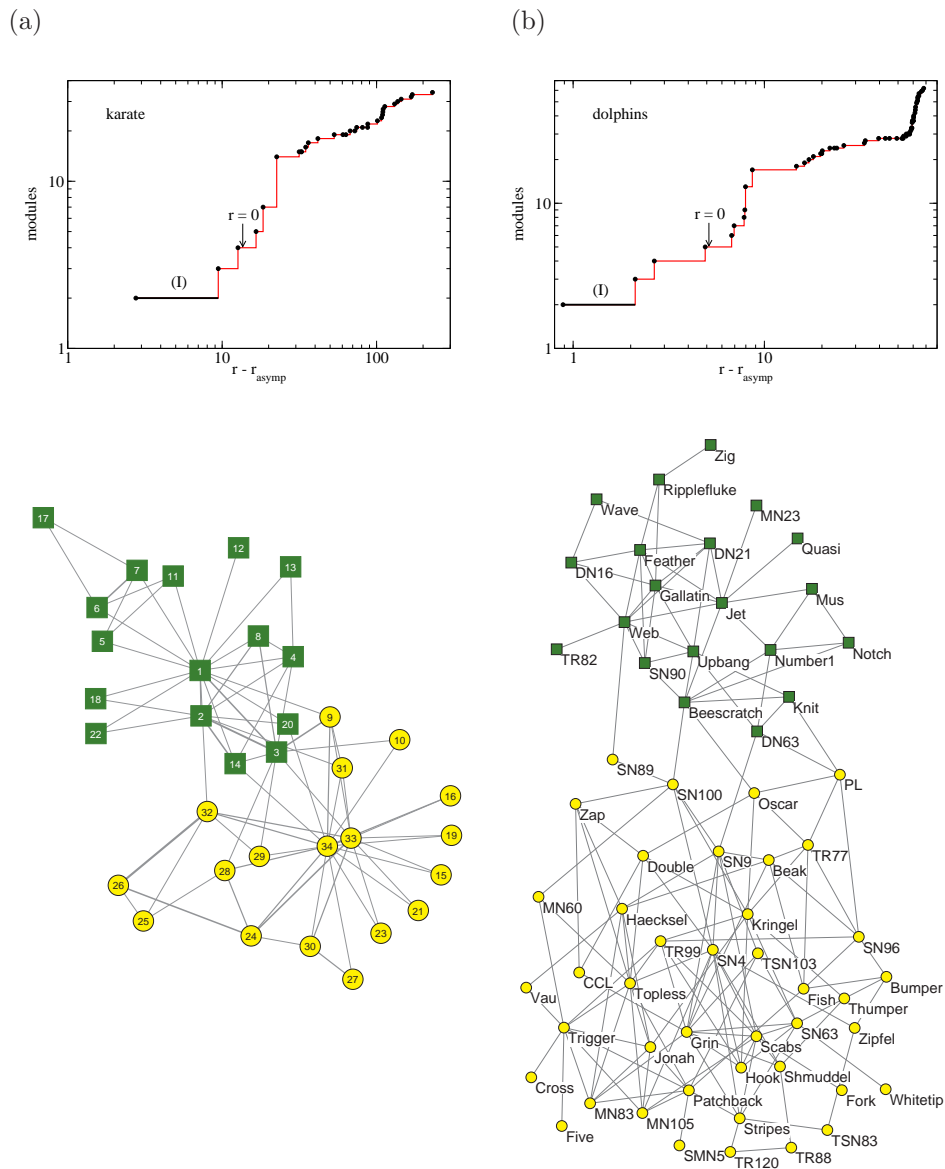 (a)
(b)
karate
modules
10
1
r = 0
(I)
1
10
100
r - r_asymp
dolphins
modules
10
1
r = 0
(I)
1
10
r - r_asymp
17
7
11
12
13
6
5
8
4
1
18
2
20
9
22
3
10
14
31
16
32
33
19
34
29
28
15
26
21
25
24
23
30
27
Zig
Ripplefluke
Wave
MN23
DN21
Quasi
Feather
DN16
Gallatin
Mus
Jet
Web
TR82
Upbang
Number1
Notch
SN90
Beescratch
Knit
DN63
SN89
PL
SN100
Oscar
Zap
Double
SN9
TR77
Beak
MN60
Haecksel
Kringel
TR99
SN4
TSN103
SN96
CCL
Topless
Bumper
Vau
Fish
Thumper
Trigger
Grin
SN63
Zipfel
Scabs
Jonah
Hook
Shmuddel
Cross
Patchback
Fork
Whitetip
MN83
MN105
Five
Stripes
TSN83
SMN5
TR120
TR88